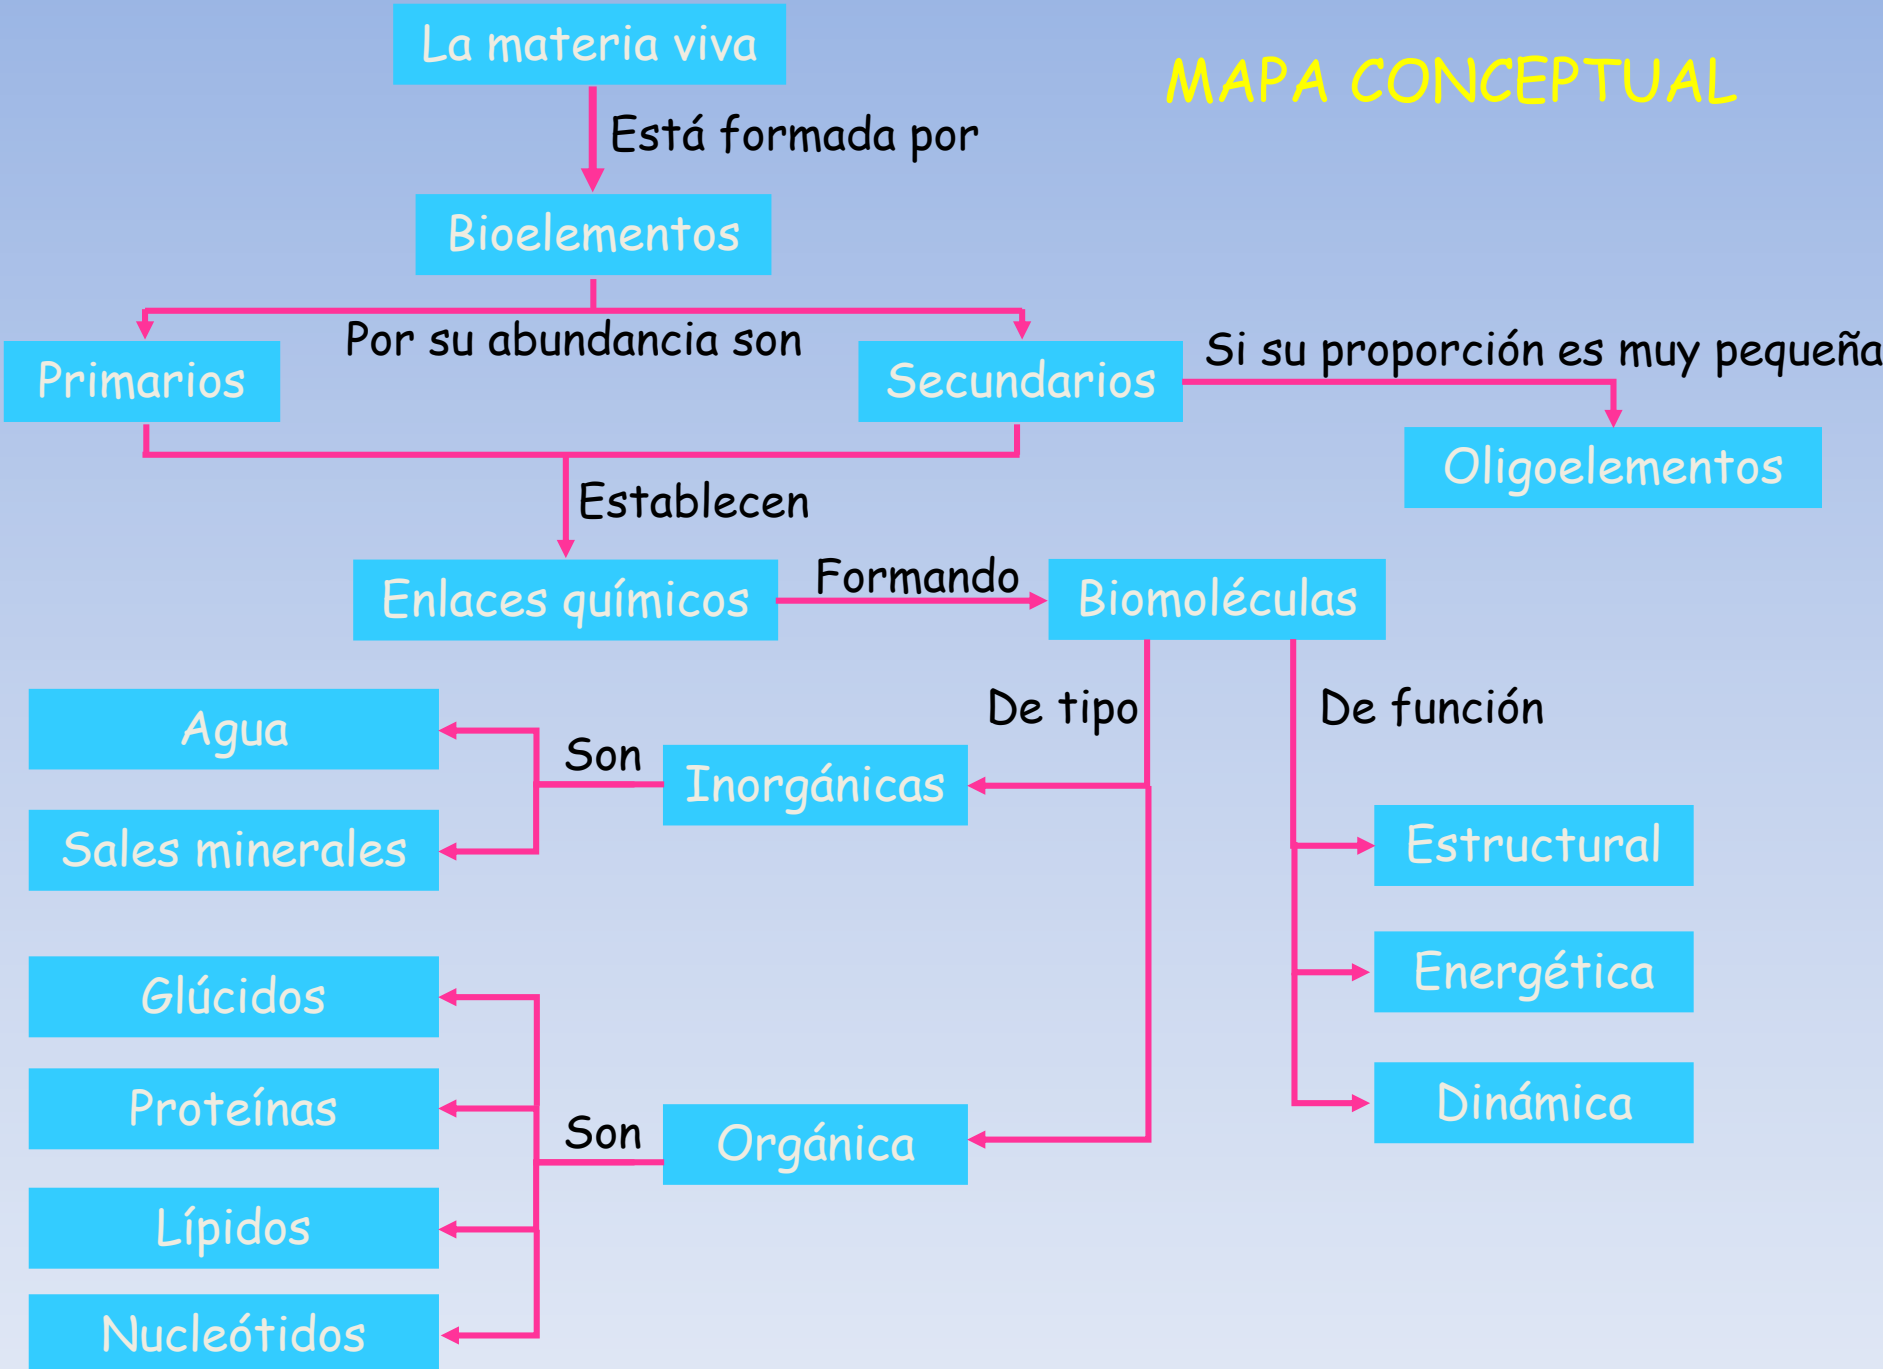 La materia viva
MAPA CONCEPTUAL
Está formada por
Bioelementos
Por su abundancia son
Si su proporción es muy pequeña
Primarios
Secundarios
Oligoelementos
Establecen
Enlaces químicos
Formando
Biomoléculas
De tipo
De función
Agua
Son
Inorgánicas
Sales minerales
Estructural
Energética
Dinámica
Glúcidos
Proteínas
Son
Orgánica
Lípidos
Nucleótidos